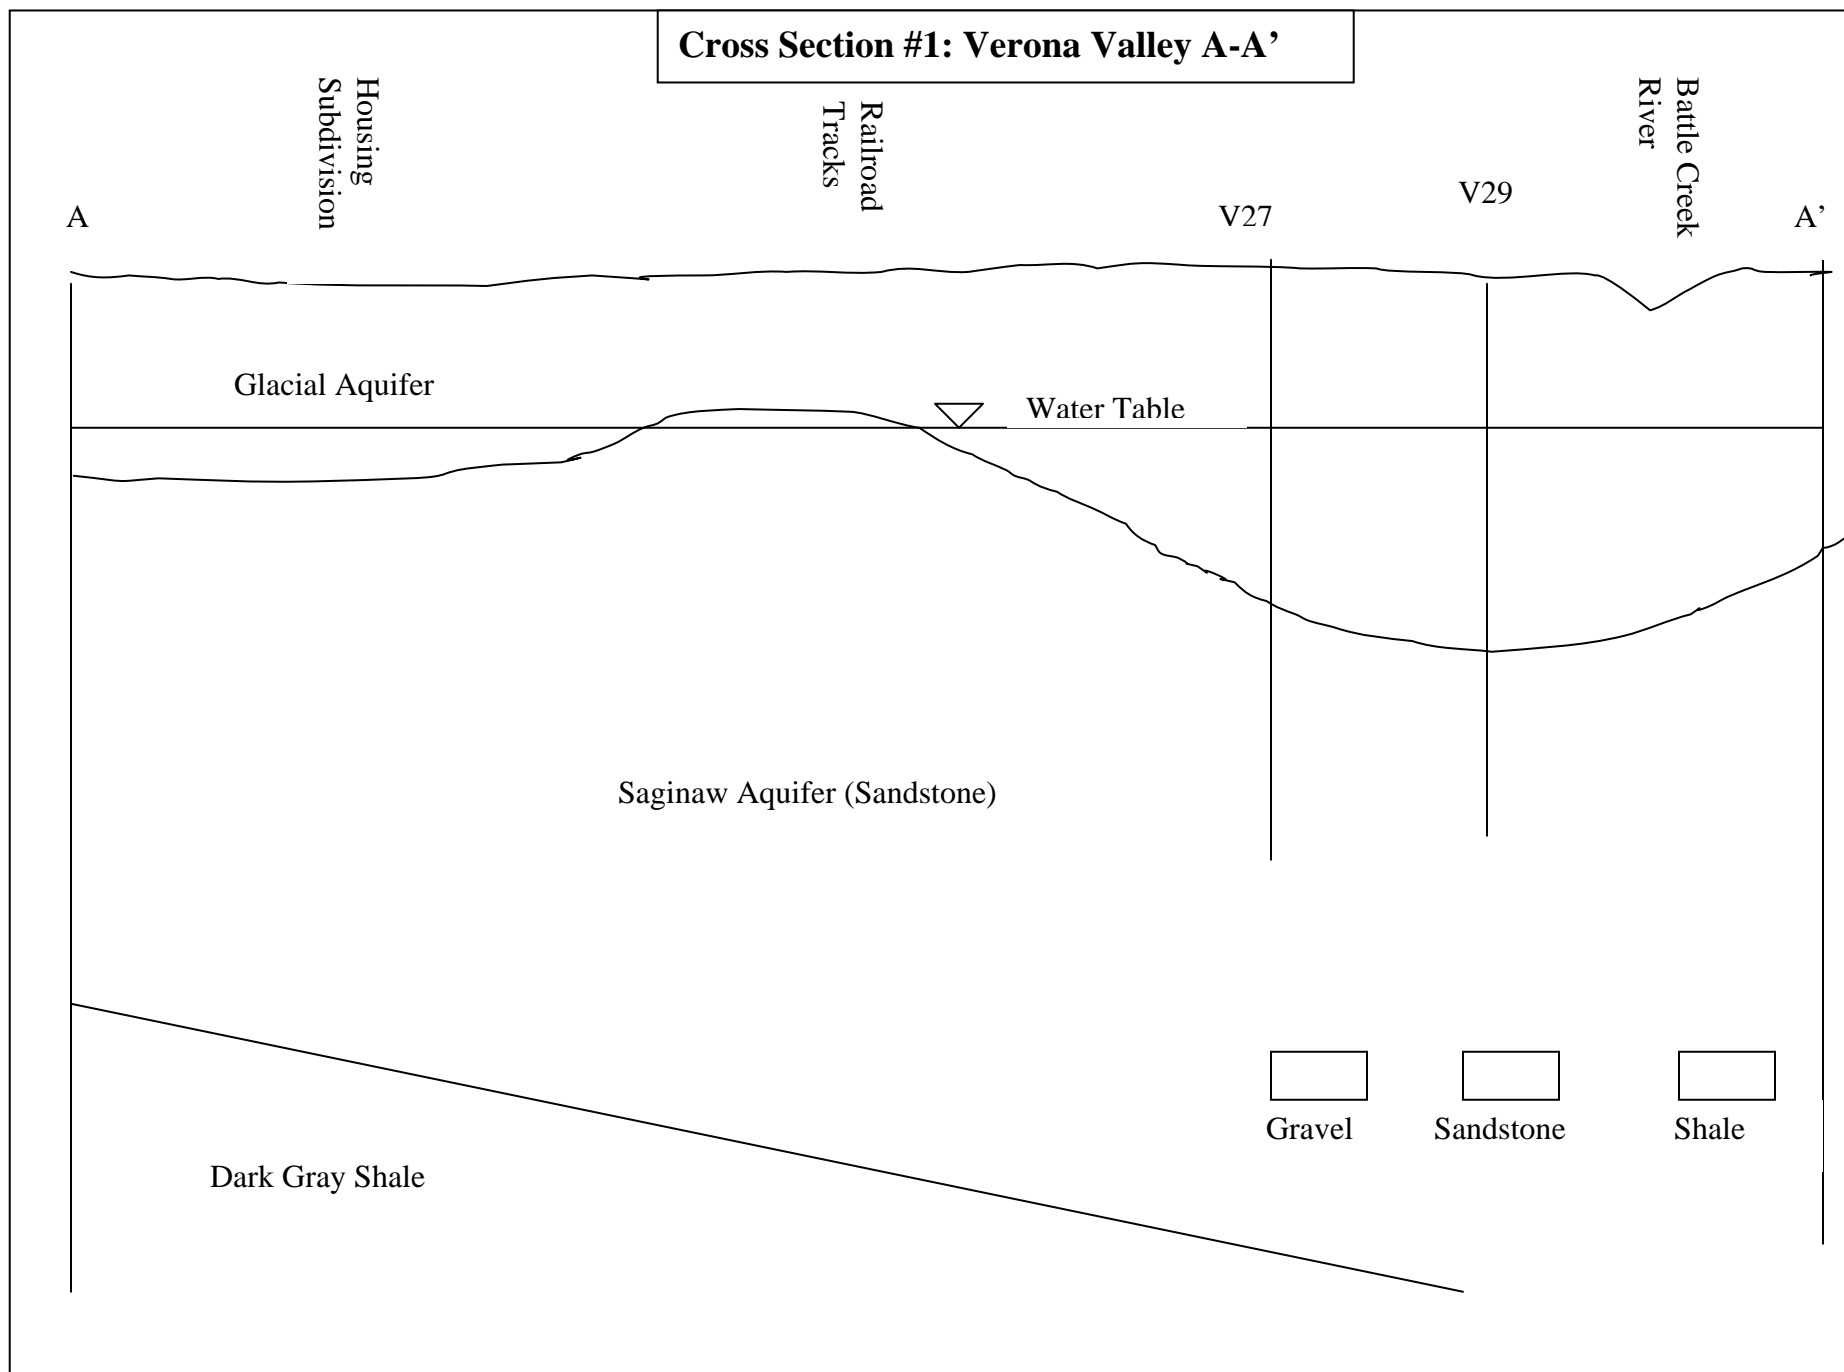 Cross Section #1: Verona Valley A-A’
Housing
Subdivision
Railroad
Tracks
Battle Creek
River
A
V27
V29
A’
Glacial Aquifer
Water Table
Saginaw Aquifer (Sandstone)
Gravel
Sandstone
Shale
Dark Gray Shale